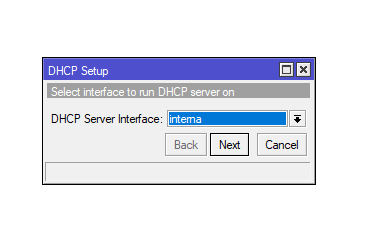 DHCP Setup
Select interface to run DHCP server on
DHCP Server Interface: interna
Back Next Cancel